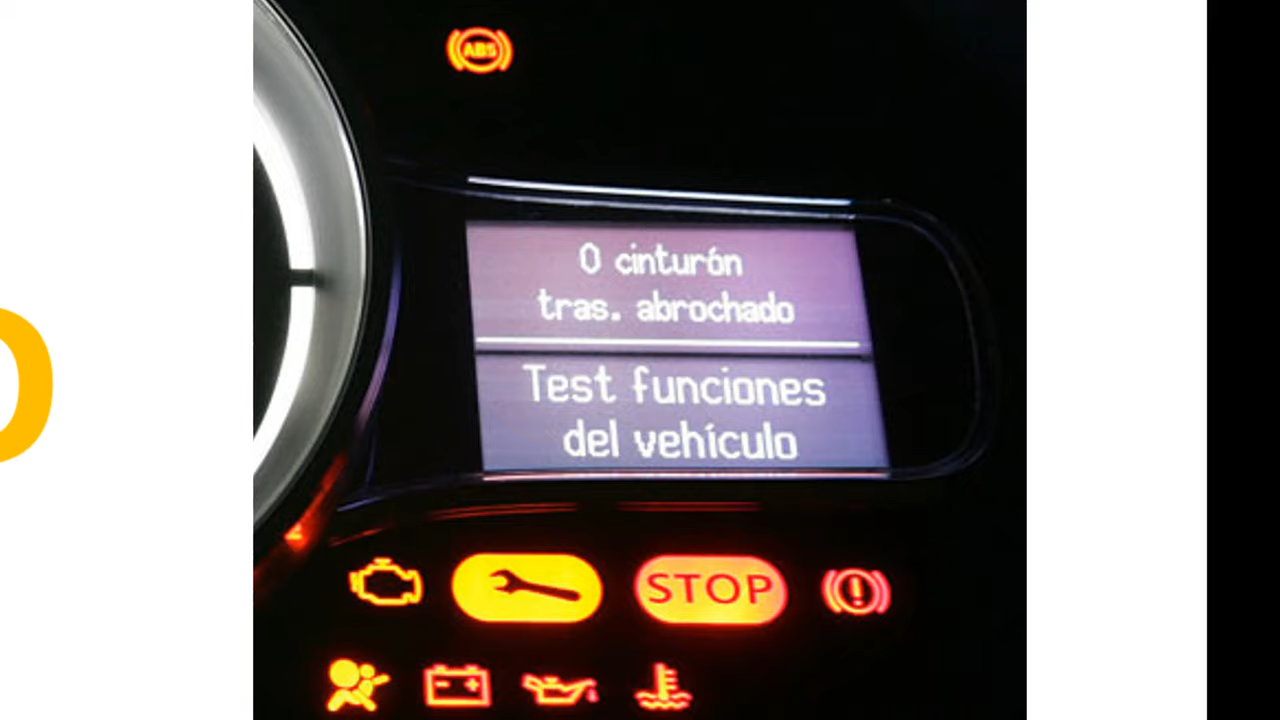 ABS
0 cinturón
tras. abrochado
Test funciones
del vehículo
STOP